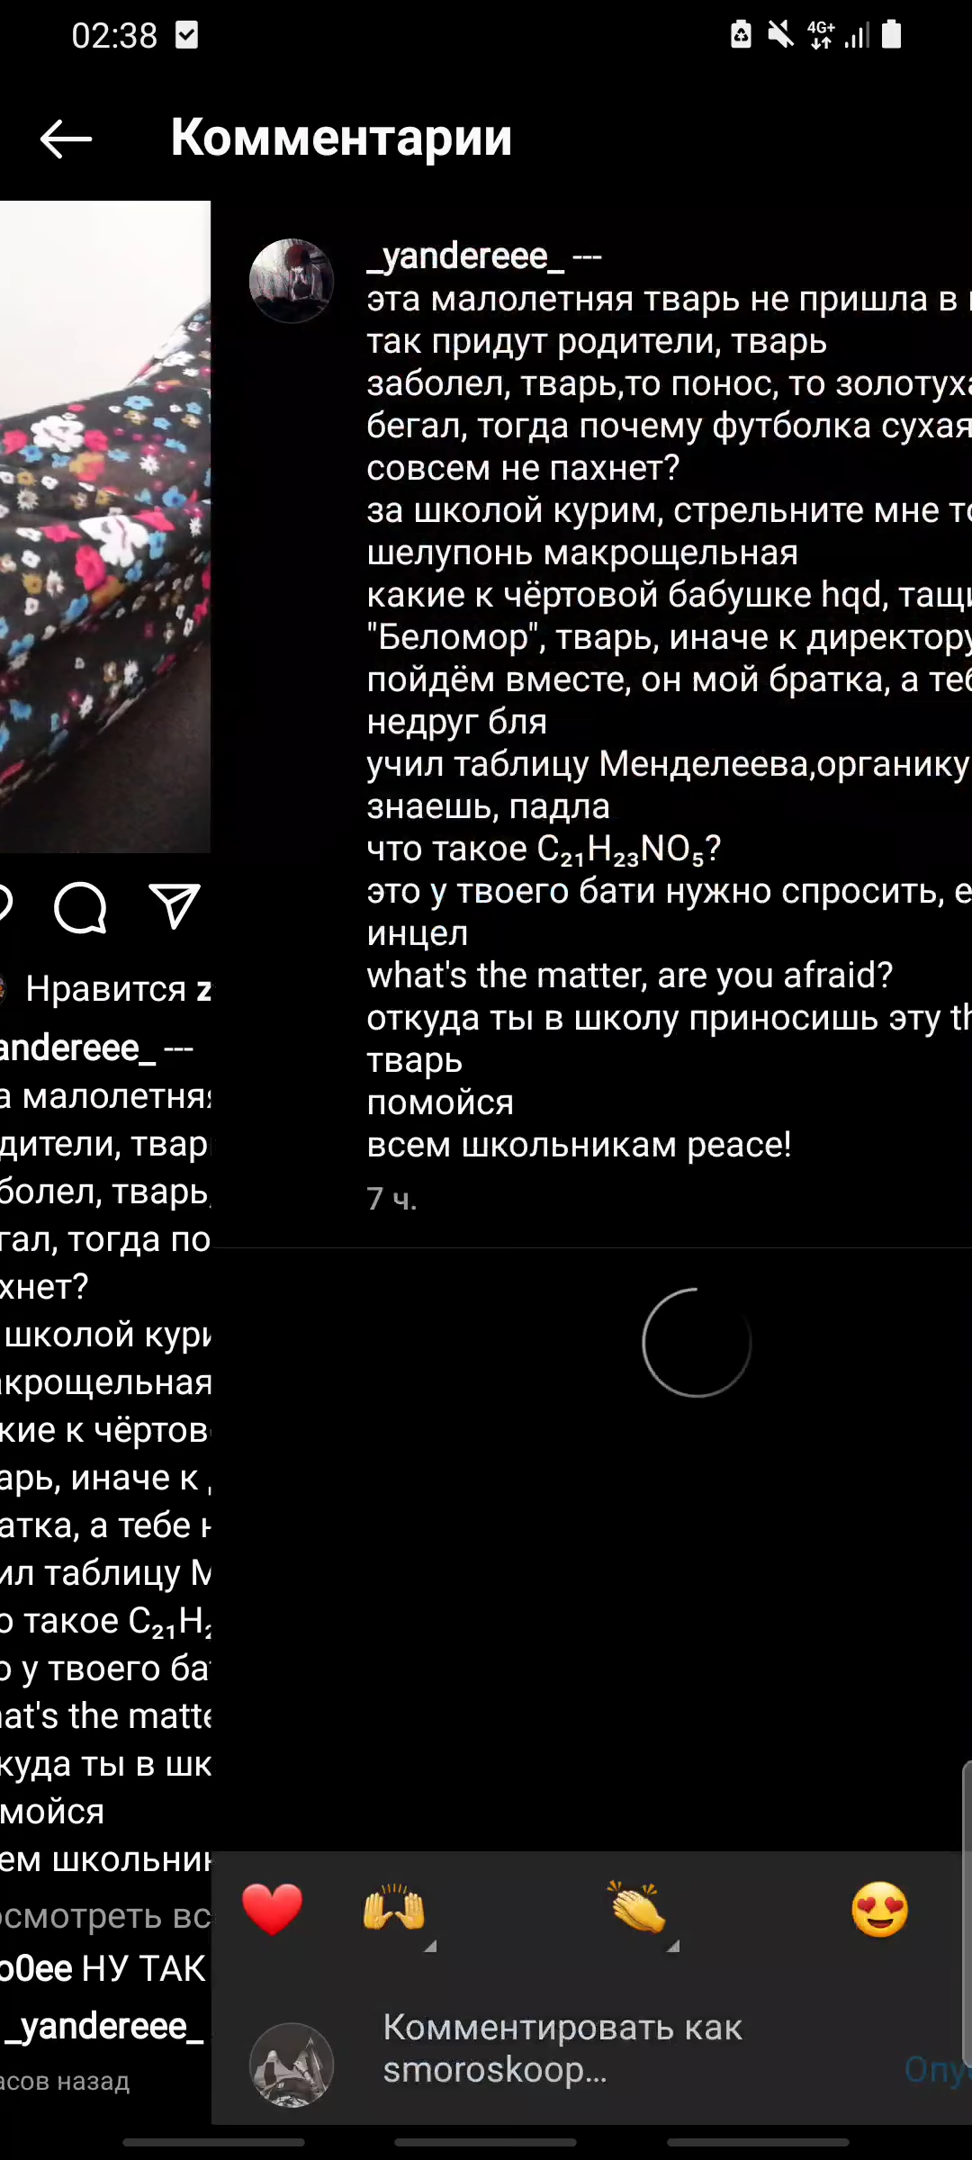 02:38
4G+
Комментарии
_yandereee_ ---
эта малолетняя тварь не пришла в
так придут родители, тварь
заболел, тварь,то понос, то золотуха
бегал, тогда почему футболка сухая
совсем не пахнет?
за школой курим, стрельните мне
шелупонь макрощельная
какие к чёртовой бабушке hqd,
"Беломор", тварь, иначе к директору
пойдём вместе, он мой братка, а
недруг бля
учил таблицу Менделеева,органику
знаешь, падла
что такое C₂₁H₂₃NO₅?
это у твоего бати нужно спросить,
инцел
what's the matter, are you afraid?
откуда ты в школу приносишь эту
тварь
помойся
всем школьникам peace!
7 ч.
Нравится z
andereee_ ---
а малолетняя
дители, твар
болел, тварь,
гал, тогда по
хнет?
школой кури
акрощельная
кие к чёртов
арь, иначе к
атка, а тебе н
ил таблицу М
о такое C₂₁H₂
о у твоего ба
hat's the matte
куда ты в шк
мойся
ем школьник
осмотреть вс
o0ee НУ ТАК
_yandereee_
асов назад
Комментировать как
smoroskoop...
Опу